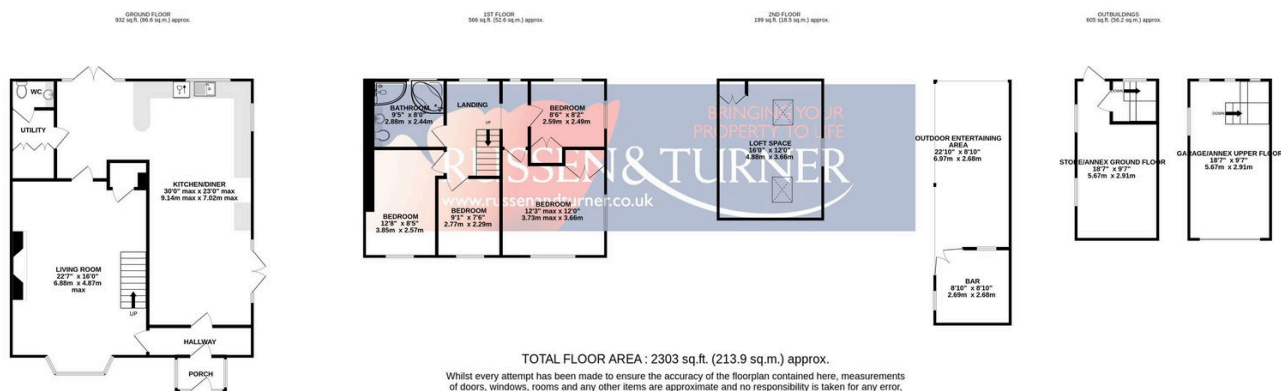 GROUND FLOOR
932 sq.ft. (86.6 sq.m.) approx.
1ST FLOOR
566 sq.ft. (52.6 sq.m.) approx.
2ND FLOOR
199 sq.ft. (18.5 sq.m.) approx.
OUTBUILDINGS
605 sq.ft. (56.2 sq.m.) approx.
WC
UTILITY
KITCHEN/DINER
30'0" max x 23'0" max
9.14m max x 7.02m max
LIVING ROOM
22'7" x 16'0"
6.88m x 4.87m
max
UP
HALLWAY
PORCH
BATHROOM
9'5" x 8'0"
2.88m x 2.44m
LANDING
UP
BEDROOM
8'6" x 8'2"
2.59m x 2.49m
BEDROOM
12'8" x 8'5"
3.85m x 2.57m
BEDROOM
9'1" x 7'6"
2.77m x 2.29m
BEDROOM
12'3" max x 12'0"
3.73m max x 3.66m
BRINGING YOUR
PROPERTY TO LIFE
RUSSEN & TURNER
www.russenandturner.co.uk
LOFT SPACE
16'0" x 12'0"
4.88m x 3.66m
OUTDOOR ENTERTAINING
AREA
22'10" x 8'10"
6.97m x 2.68m
BAR
8'10" x 8'10"
2.69m x 2.68m
DOWN
STORE/ANNEX GROUND FLOOR
18'7" x 9'7"
5.67m x 2.91m
DOWN
GARAGE/ANNEX UPPER FLOOR
18'7" x 9'7"
5.67m x 2.91m
TOTAL FLOOR AREA : 2303 sq.ft. (213.9 sq.m.) approx.
Whilst every attempt has been made to ensure the accuracy of the floorplan contained here, measurements
of doors, windows, rooms and any other items are approximate and no responsibility is taken for any error,